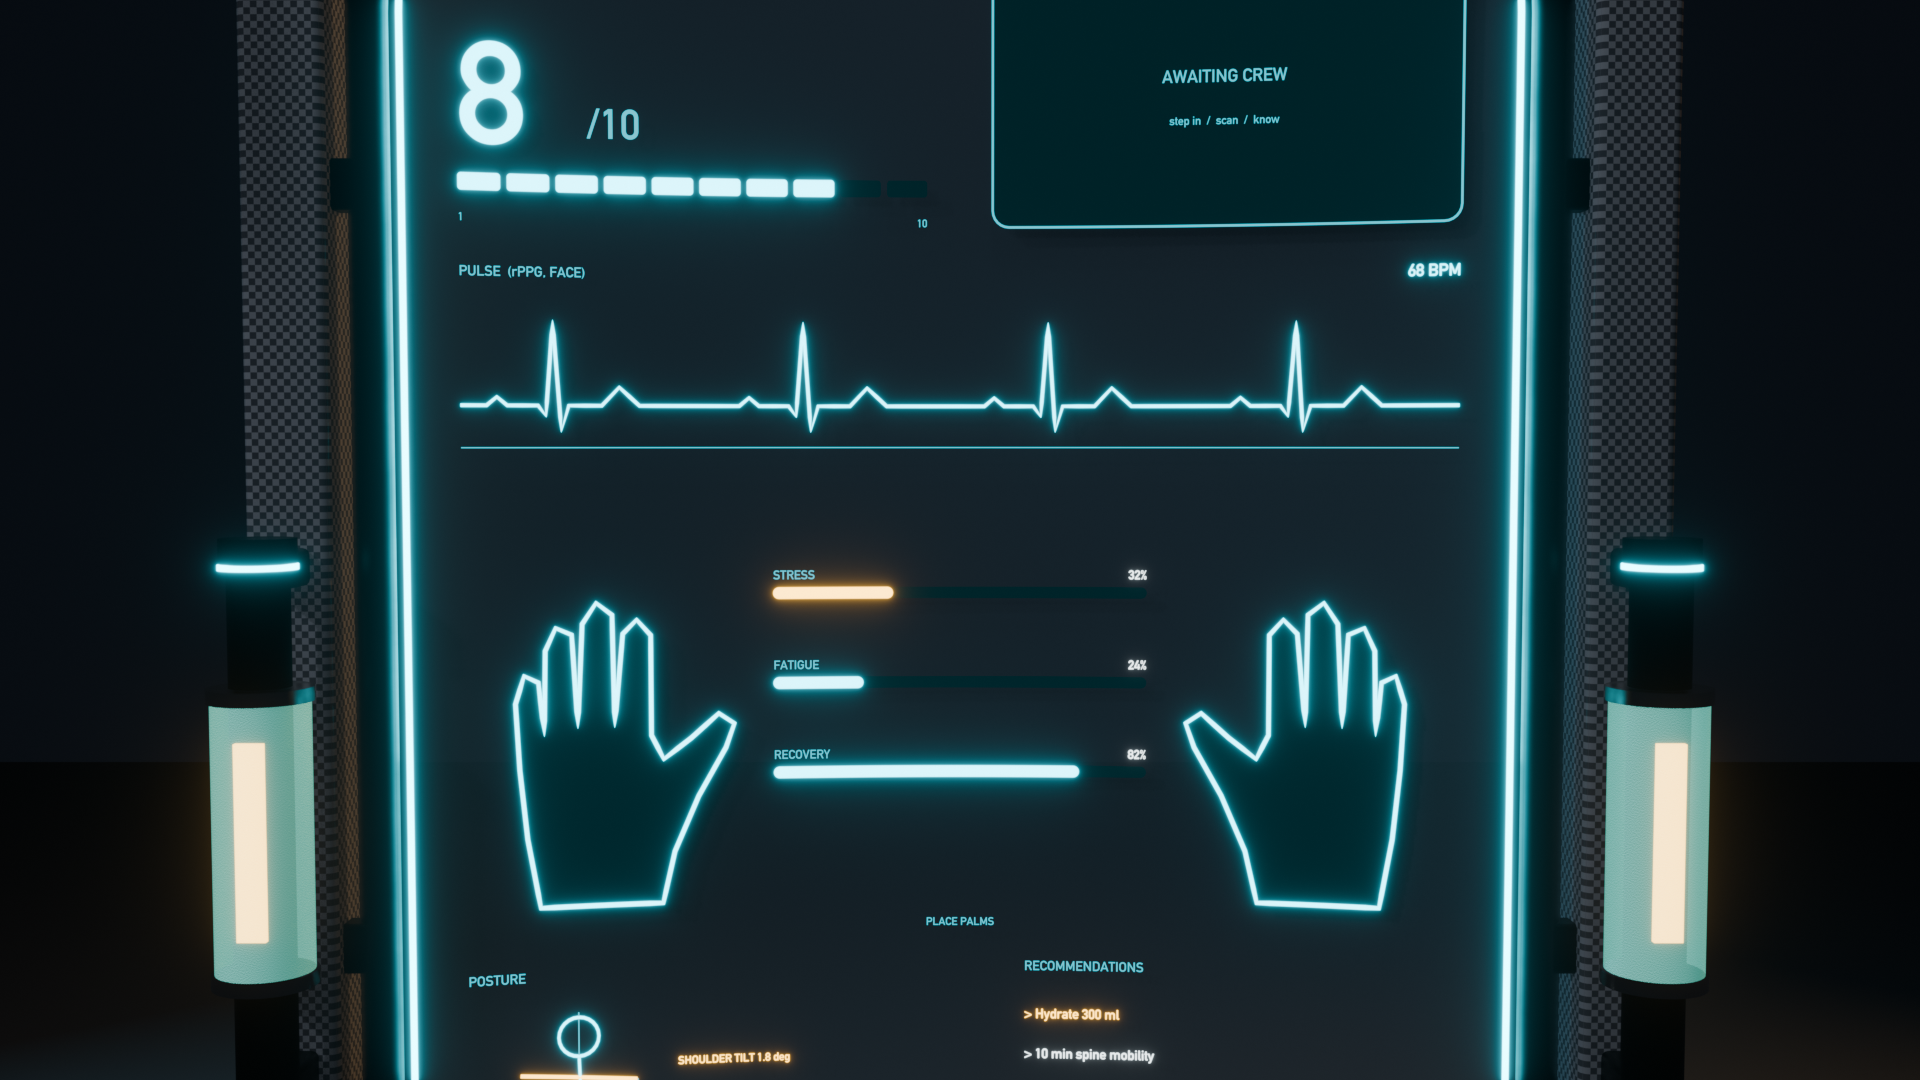 8 /10
1 10
AWAITING CREW
step in / scan / know
PULSE (rPPG, FACE) 68 BPM
STRESS 32%
FATIGUE 24%
RECOVERY 82%
PLACE PALMS
POSTURE
SHOULDER TILT 1.8 deg
RECOMMENDATIONS
> Hydrate 300 ml
> 10 min spine mobility